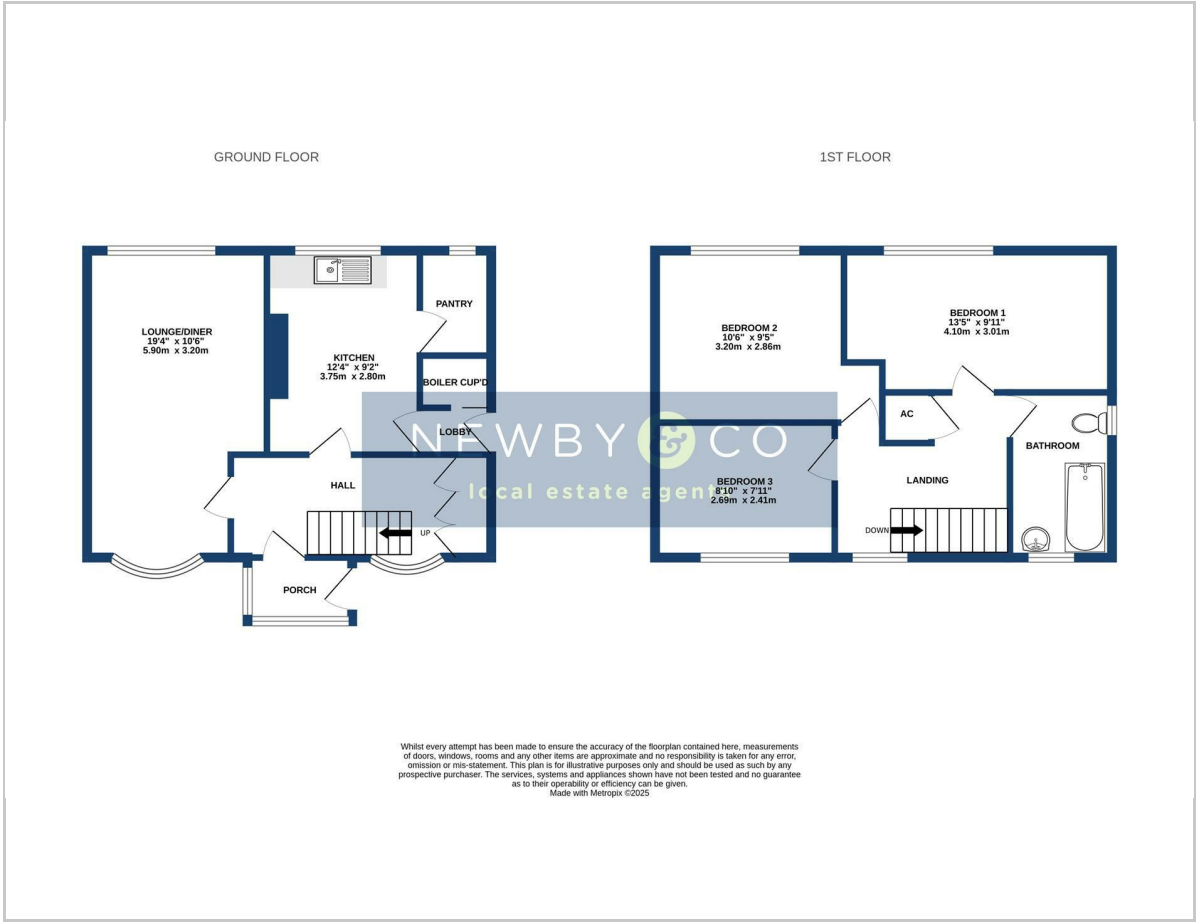 GROUND FLOOR
1ST FLOOR
LOUNGE/DINER
19'4" x 10'6"
5.90m x 3.20m
KITCHEN
12'4" x 9'2"
3.75m x 2.80m
PANTRY
BOILER CUP'D
LOBBY
HALL
UP
PORCH
BEDROOM 2
10'6" x 9'5"
3.20m x 2.86m
BEDROOM 1
13'5" x 9'11"
4.10m x 3.01m
AC
BATHROOM
BEDROOM 3
8'10" x 7'11"
2.69m x 2.41m
LANDING
DOWN
NEWBY & CO
local estate agents
Whilst every attempt has been made to ensure the accuracy of the floorplan contained here, measurements
of doors, windows, rooms and any other items are approximate and no responsibility is taken for any error,
omission or mis-statement. This plan is for illustrative purposes only and should be used as such by any
prospective purchaser. The services, systems and appliances shown have not been tested and no guarantee
as to their operability or efficiency can be given.
Made with Metropix ©2025